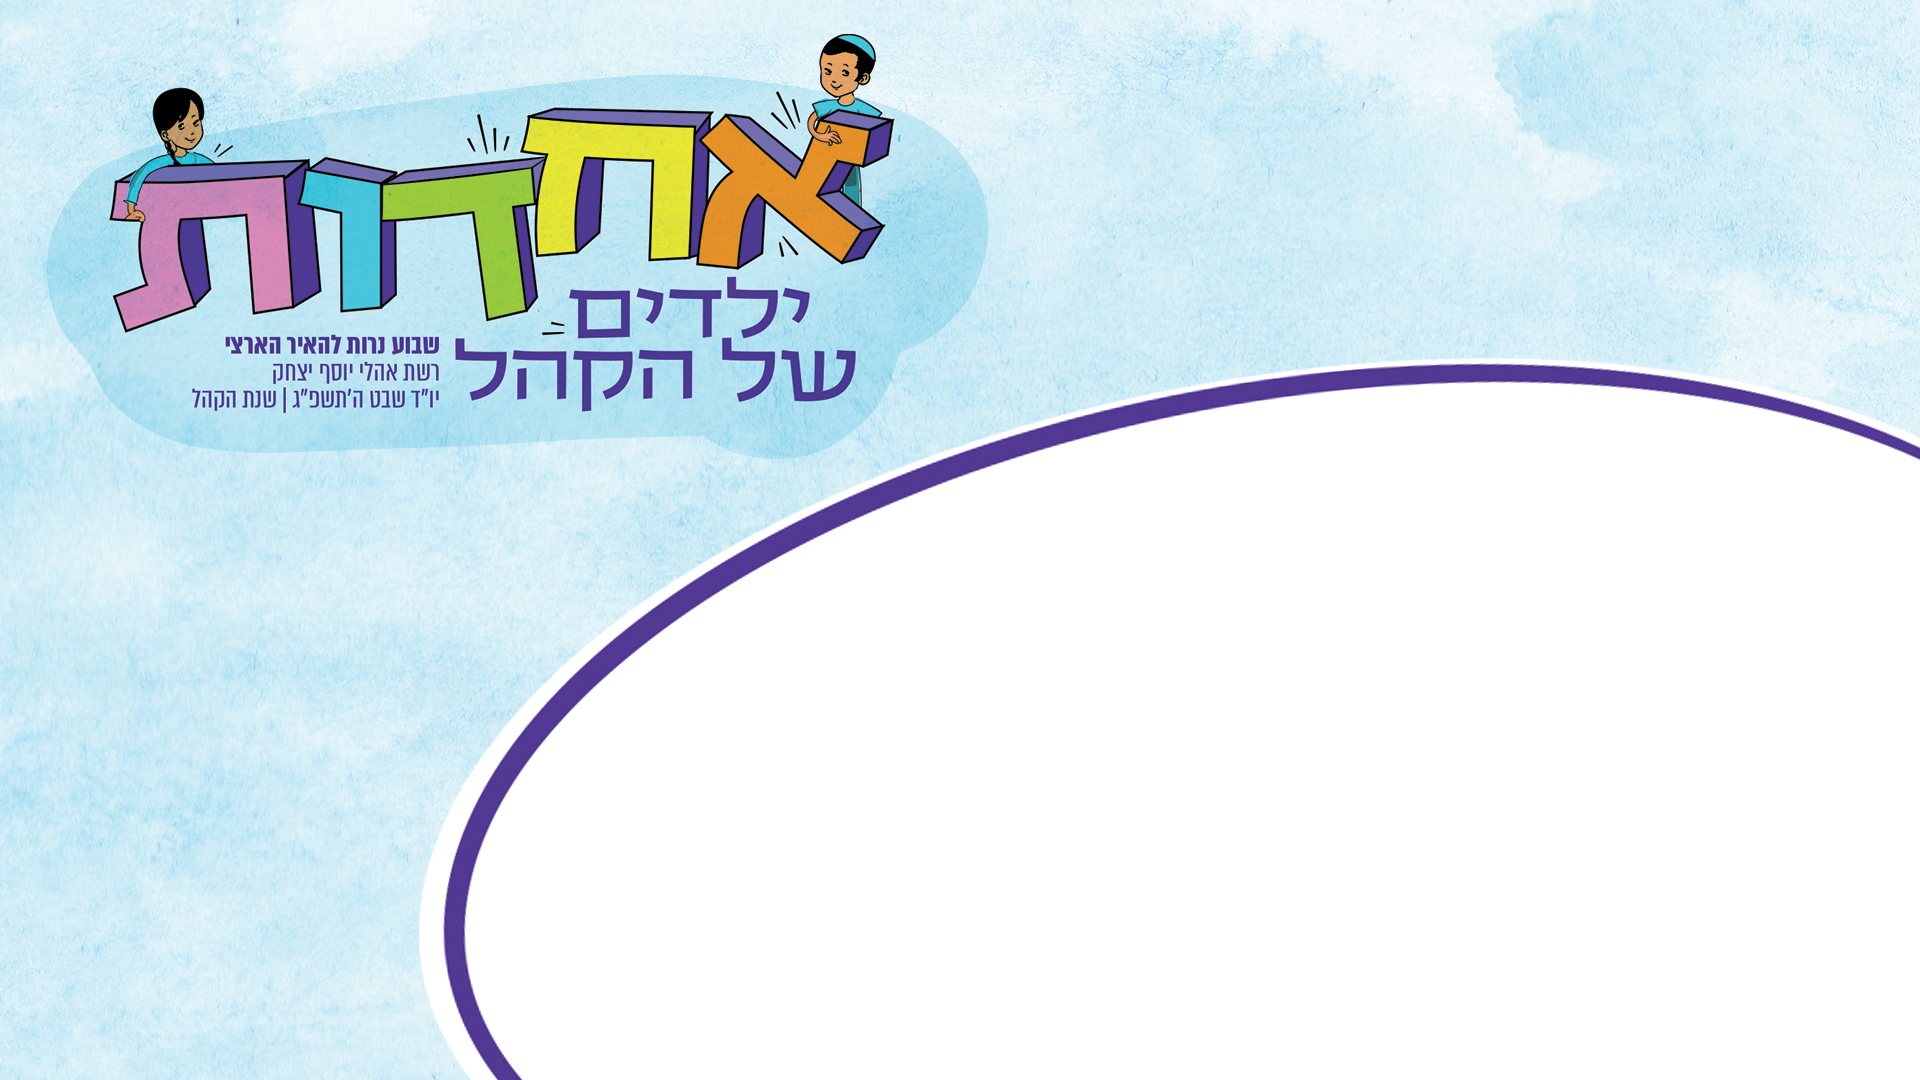 אחדות
ילדים
של הקהל
שבוע נרות להאיר הארצי
רשת אהלי יוסף יצחק
יו"ד שבט ה'תשפ"ג | שנת הקהל